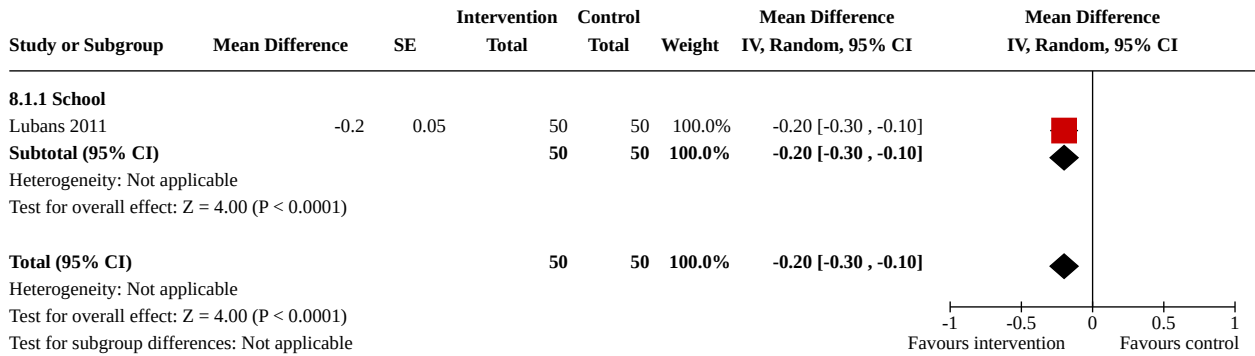 Intervention Control Mean Difference Mean Difference
Study or Subgroup Mean Difference SE Total Total Weight IV, Random, 95% CI IV, Random, 95% CI
8.1.1 School
Lubans 2011 -0.2 0.05 50 50 100.0% -0.20 [-0.30 , -0.10]
Subtotal (95% CI) 50 50 100.0% -0.20 [-0.30 , -0.10]
Heterogeneity: Not applicable
Test for overall effect: Z = 4.00 (P < 0.0001)
Total (95% CI) 50 50 100.0% -0.20 [-0.30 , -0.10]
Heterogeneity: Not applicable
Test for overall effect: Z = 4.00 (P < 0.0001)
-1 -0.5 0 0.5 1
Test for subgroup differences: Not applicable Favours intervention Favours control